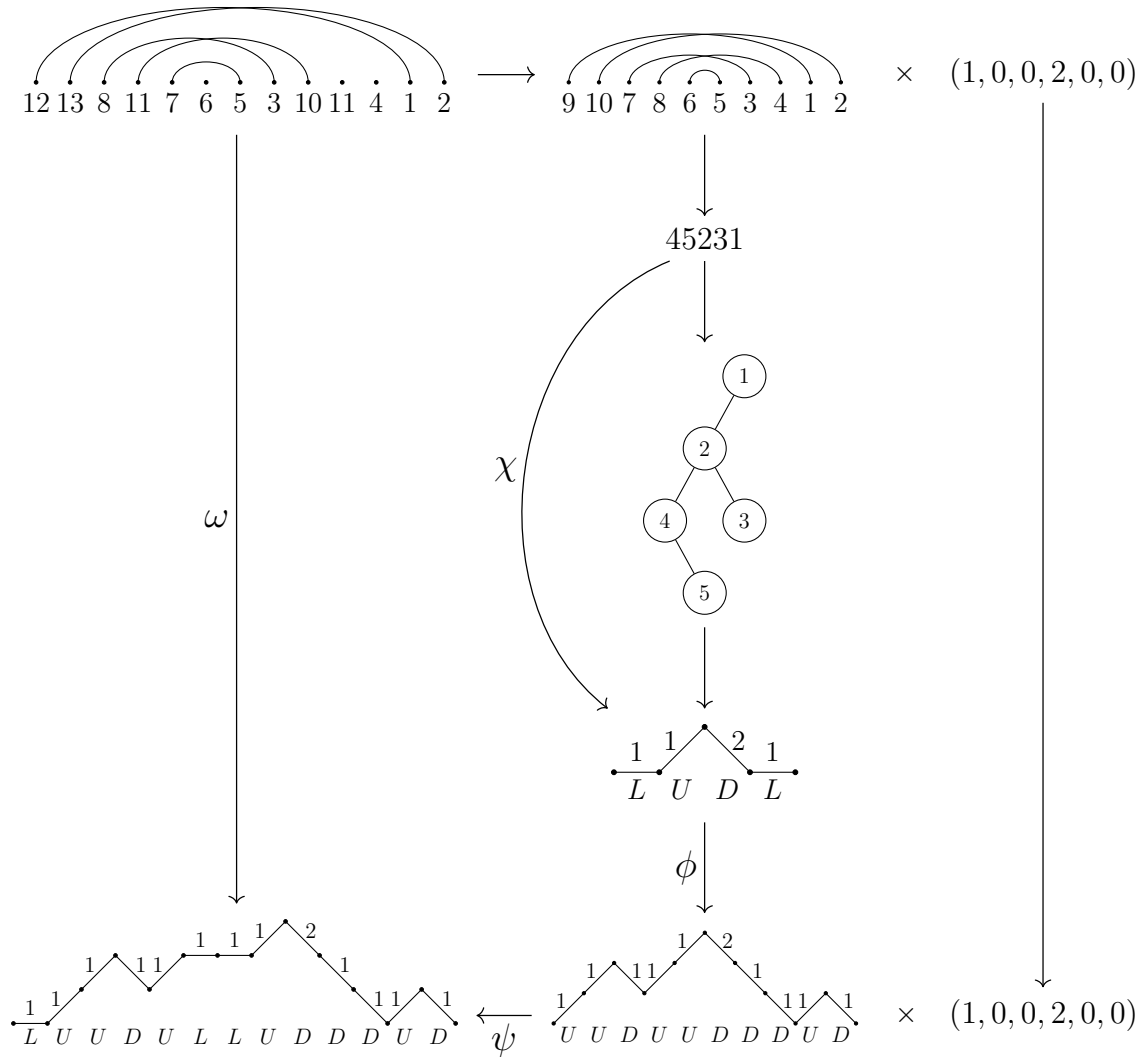 12 13 8 11 7 6 5 3 10 11 4 1 2
9 10 7 8 6 5 3 4 1 2
× (1, 0, 0, 2, 0, 0)
45231
1
2
χ
4 3
ω
5
1 1 2 1
L U D L
ϕ
1 1 1 1 1 1 1 2 1 1 1 1
L U U D U L L U D D D U D
ψ
1 1 1 1 1 2 1 1 1 1
U U D U U D D D U D
× (1, 0, 0, 2, 0, 0)